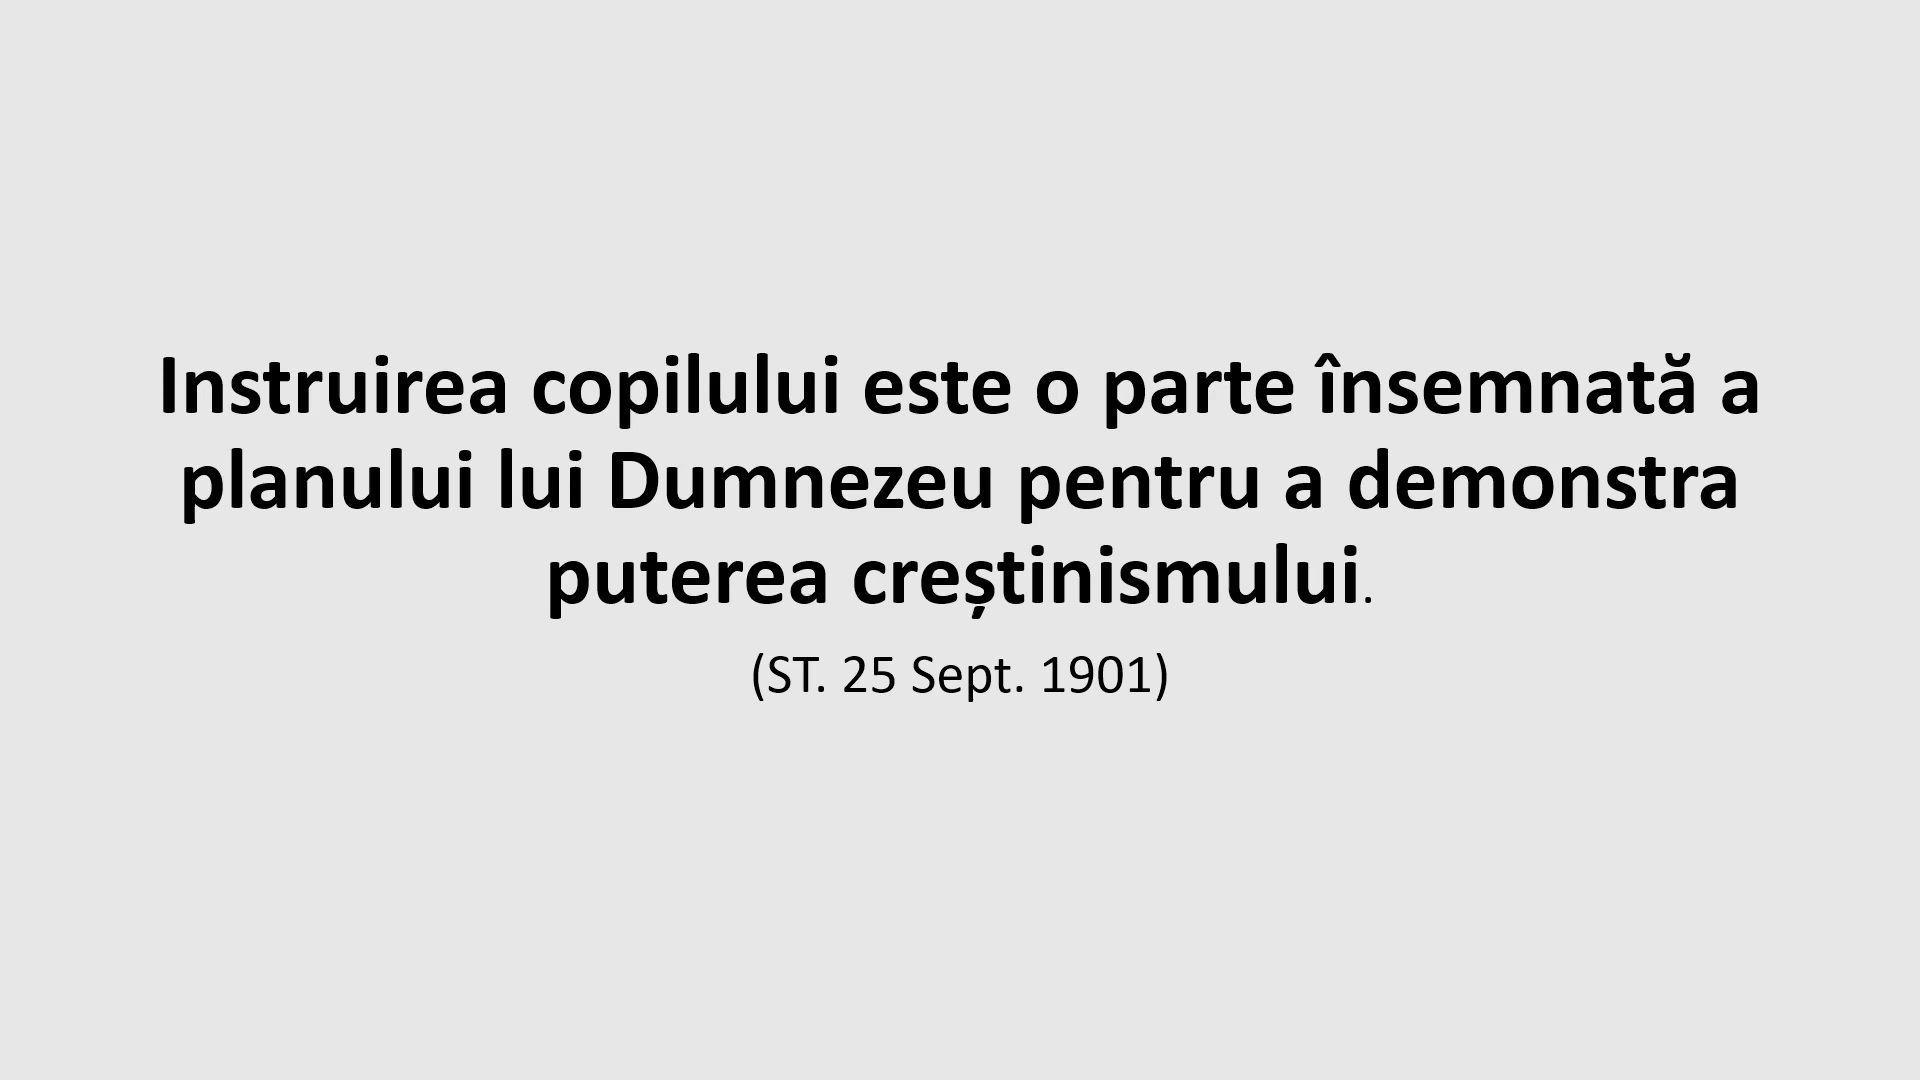 Instruirea copilului este o parte însemnată a
planului lui Dumnezeu pentru a demonstra
puterea creștinismului.
(ST. 25 Sept. 1901)